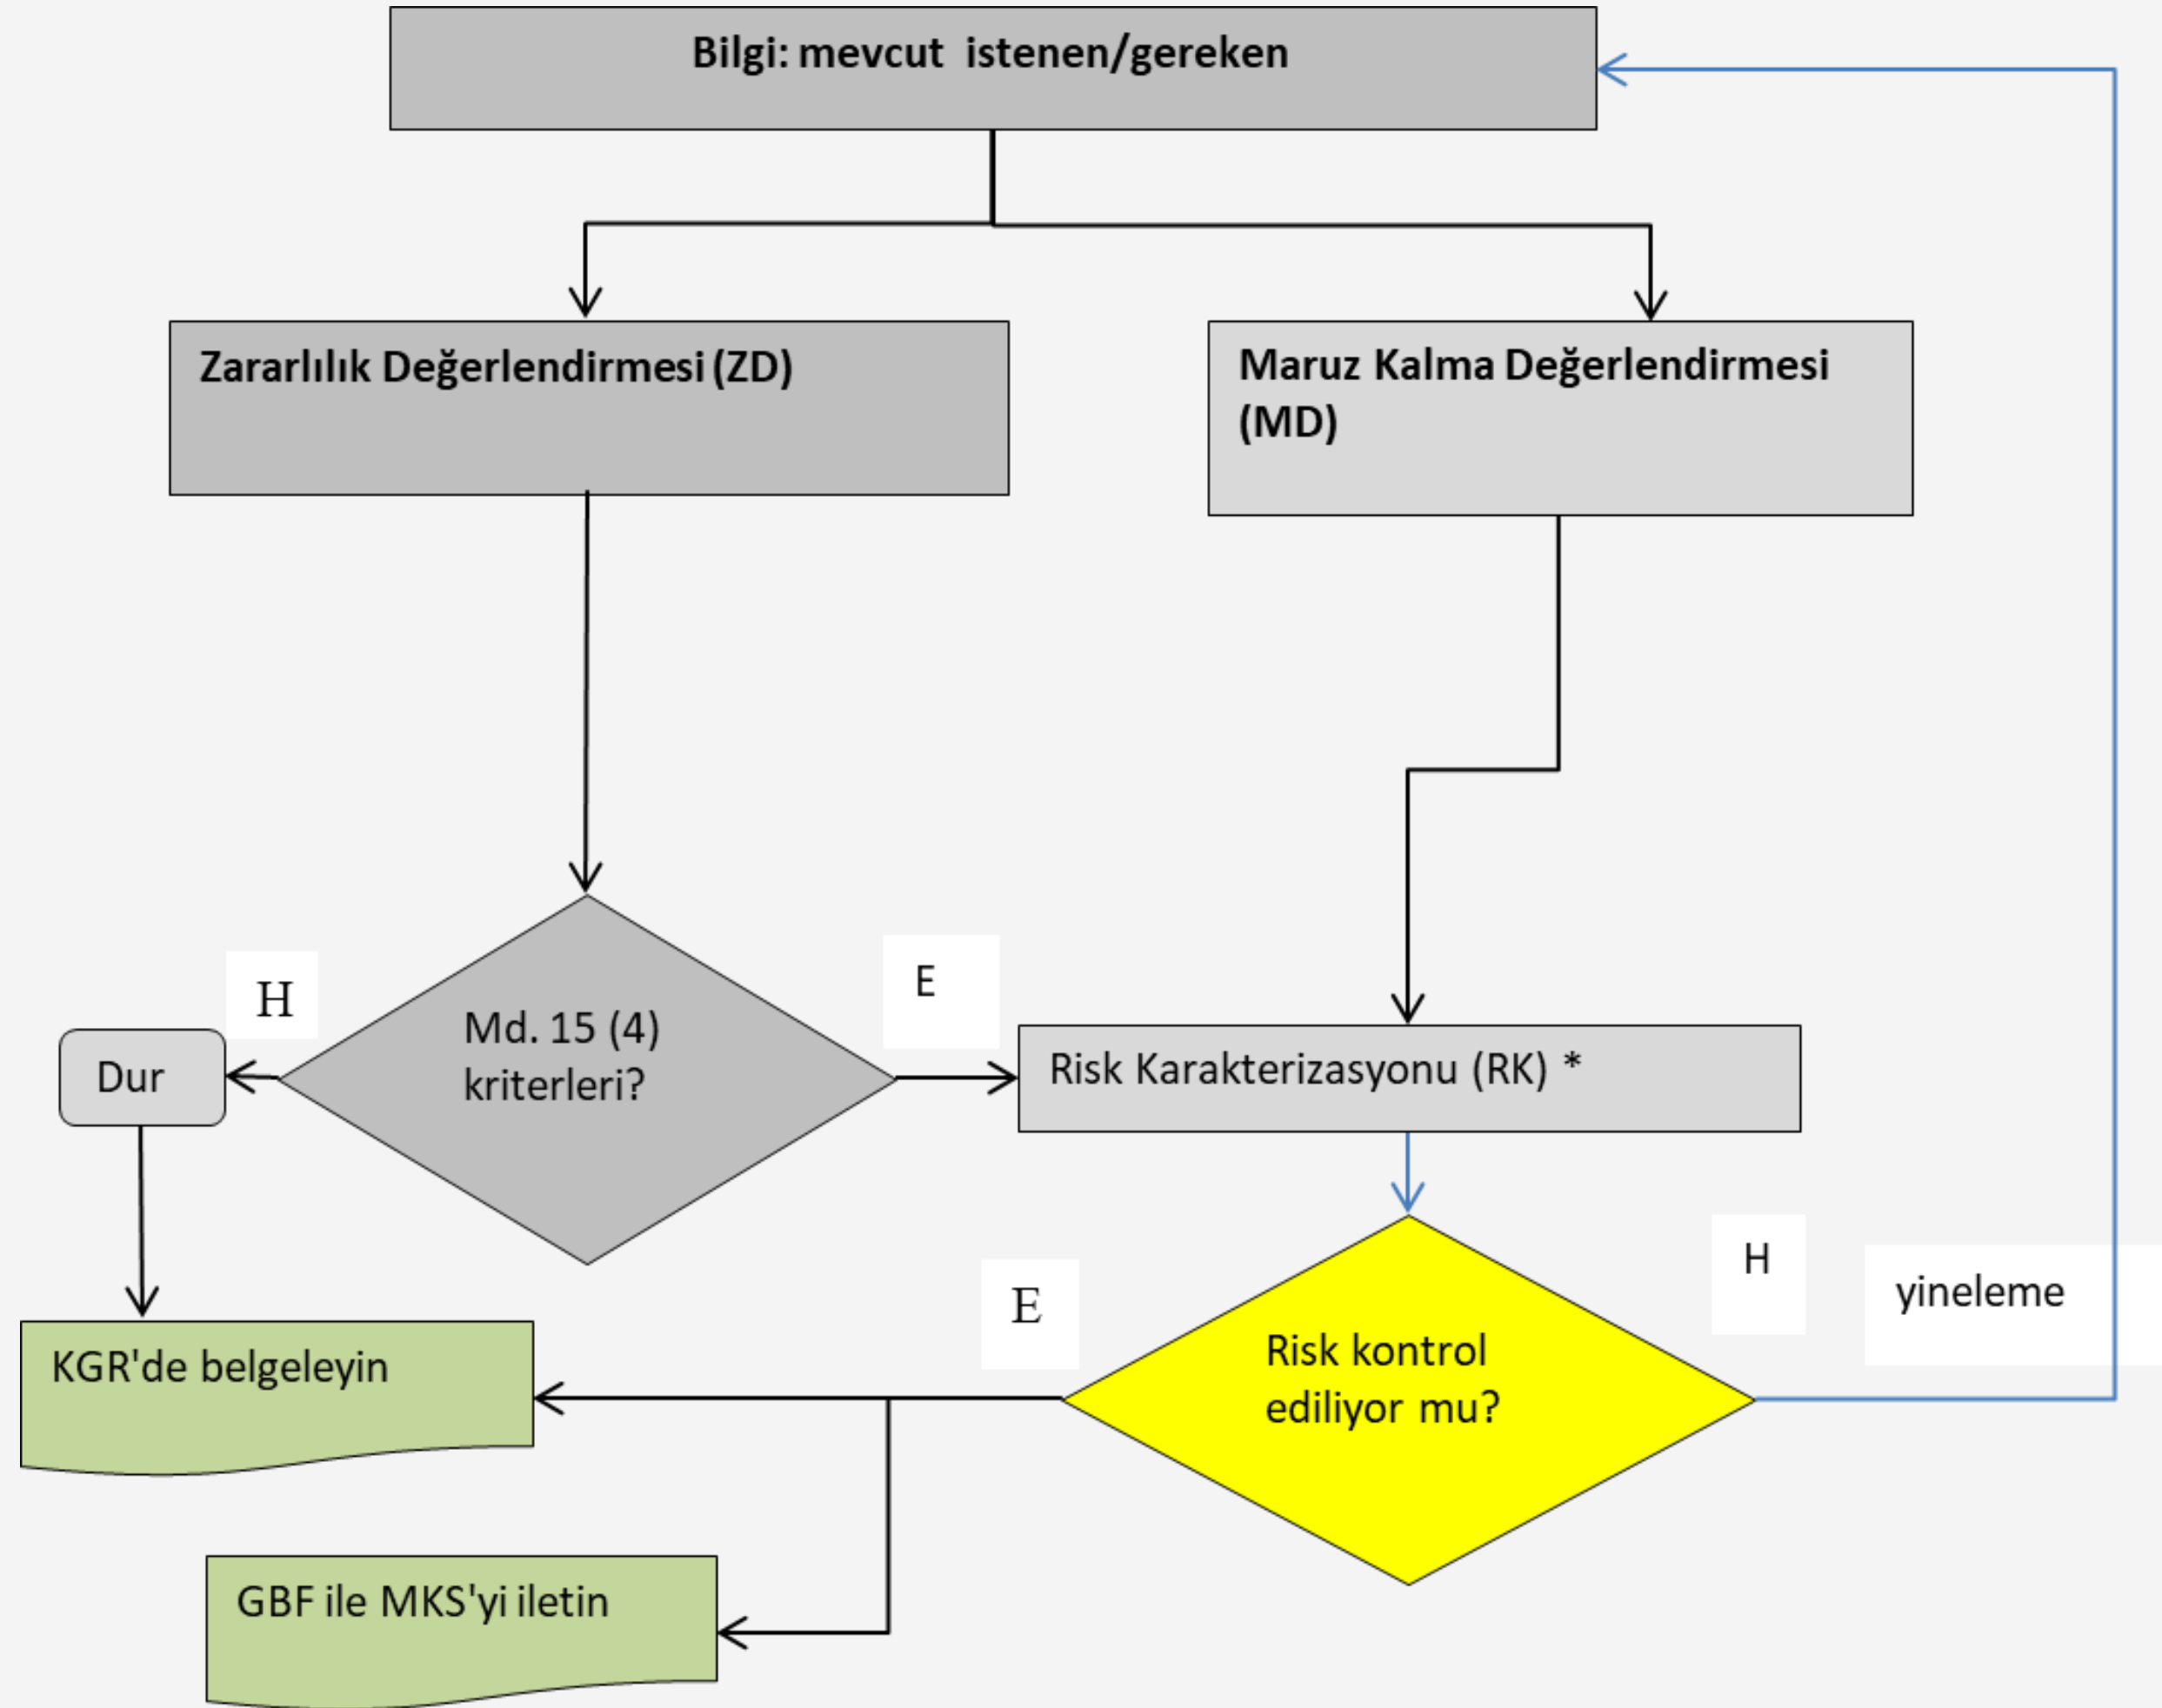 Bilgi: mevcut istenen/gereken
Zararlılık Değerlendirmesi (ZD)
Maruz Kalma Değerlendirmesi
(MD)
H
E
Md. 15 (4)
kriterleri?
Dur
Risk Karakterizasyonu (RK) *
E
H
yineleme
Risk kontrol
ediliyor mu?
KGR'de belgeleyin
GBF ile MKS'yi iletin